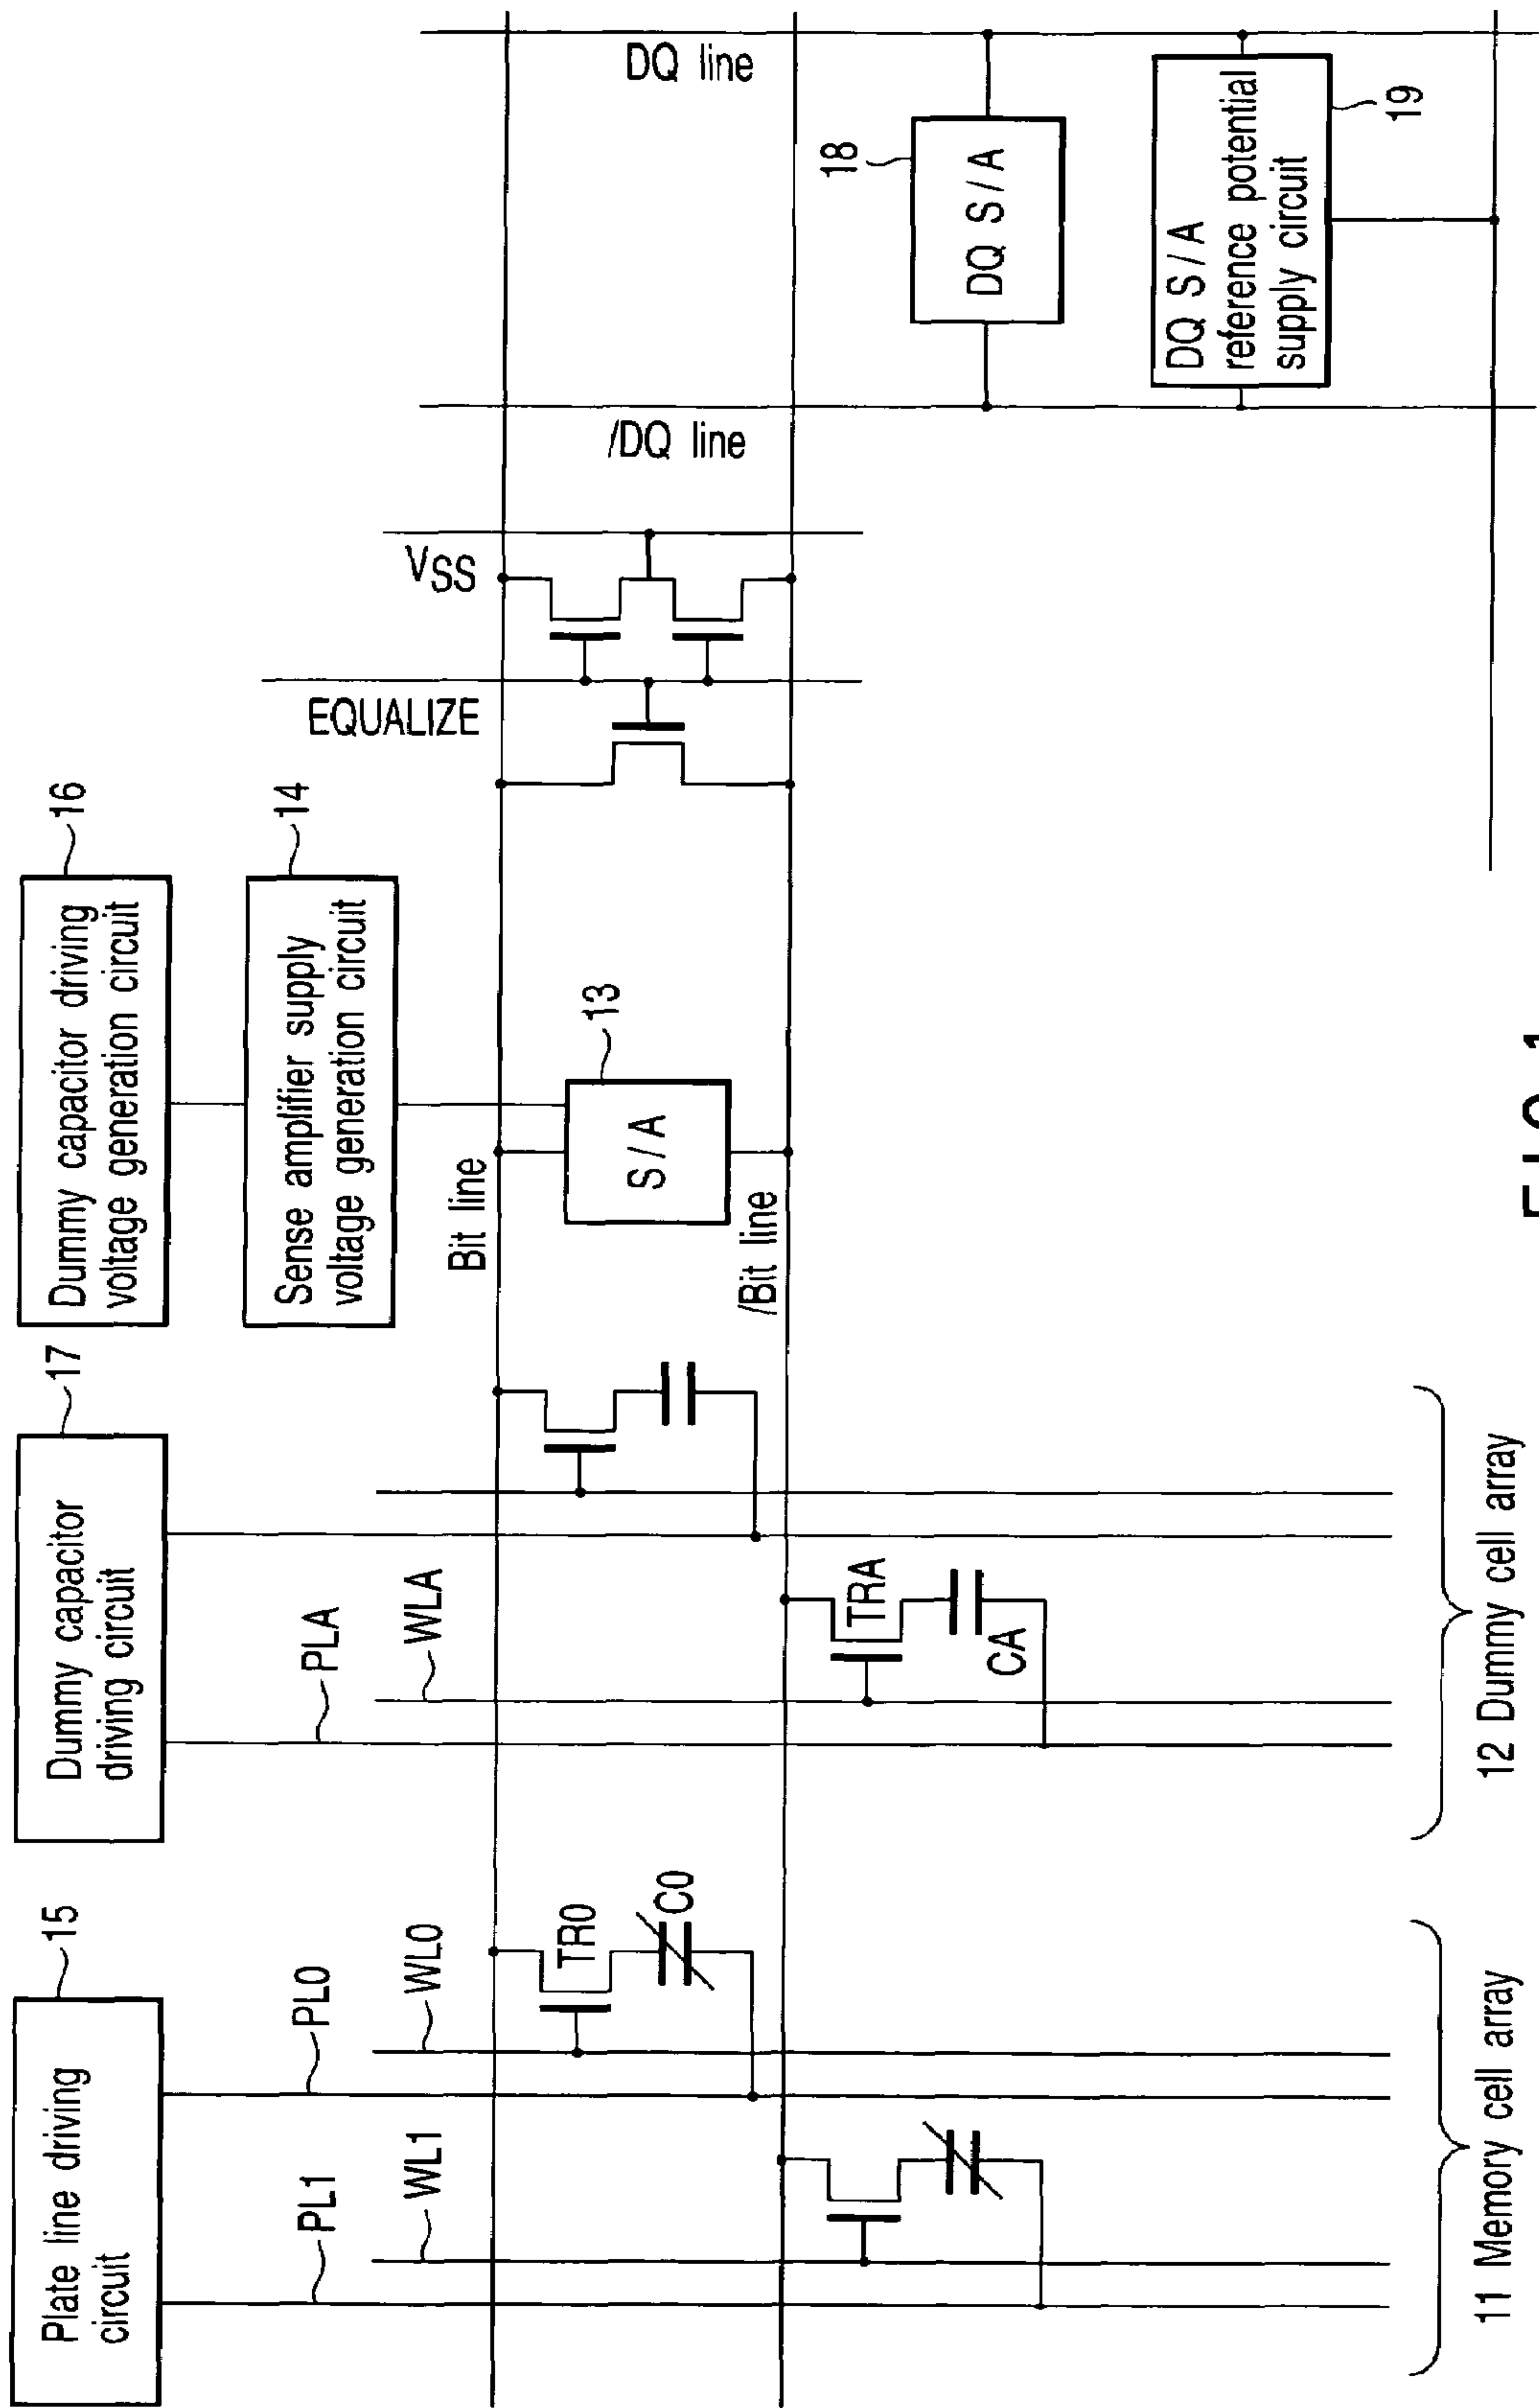 Plate line driving
circuit
15
Dummy capacitor
driving circuit
17
Dummy capacitor driving
voltage generation circuit
16
Sense amplifier supply
voltage generation circuit
14
PL1
PL0
PLA
WL1
WL0
WLA
EQUALIZE
VSS
Bit line
TR0
C0
S/A
13
/Bit line
TRA
CA
DQ line
/DQ line
18
DQ S/A
DQ S/A
reference potential
supply circuit
19
11 Memory cell array
12 Dummy cell array
FIG. 1